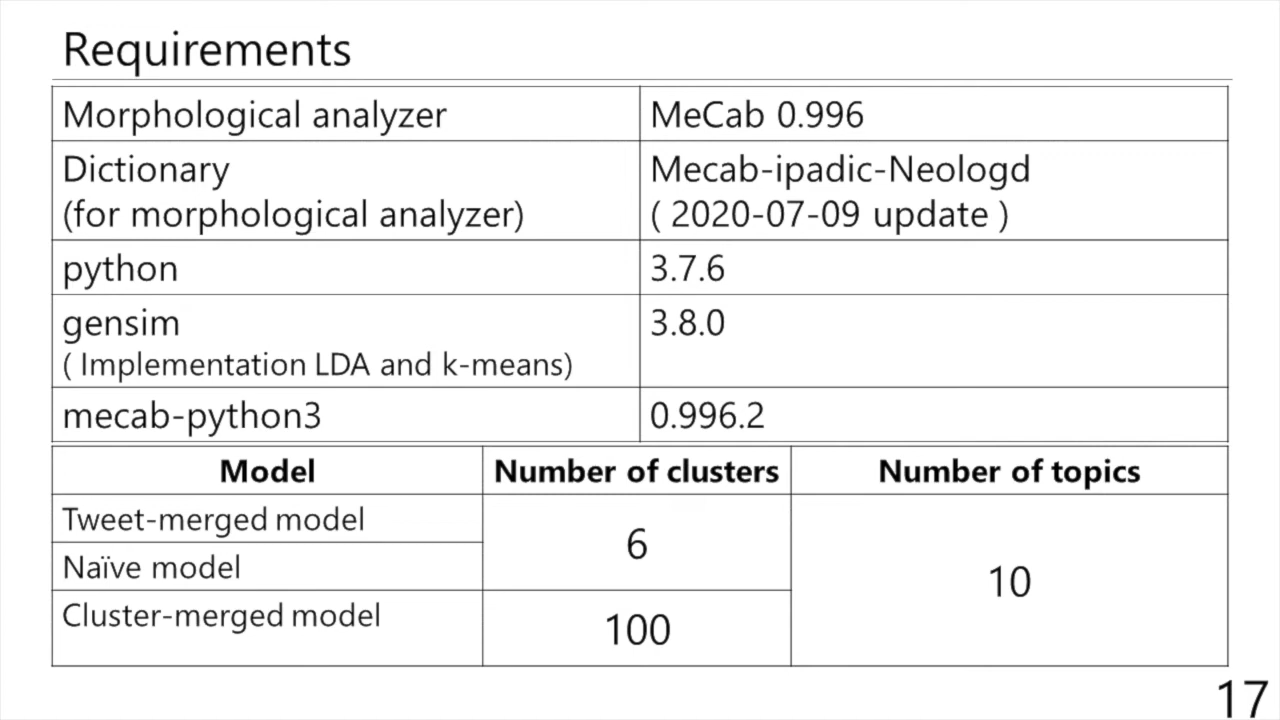 Requirements
Morphological analyzer
MeCab 0.996
Dictionary
(for morphological analyzer)
Mecab-ipadic-Neologd
( 2020-07-09 update )
python
3.7.6
gensim
( Implementation LDA and k-means)
3.8.0
mecab-python3
0.996.2
Model
Number of clusters
Number of topics
Tweet-merged model
Naïve model
6
Cluster-merged model
100
10
17